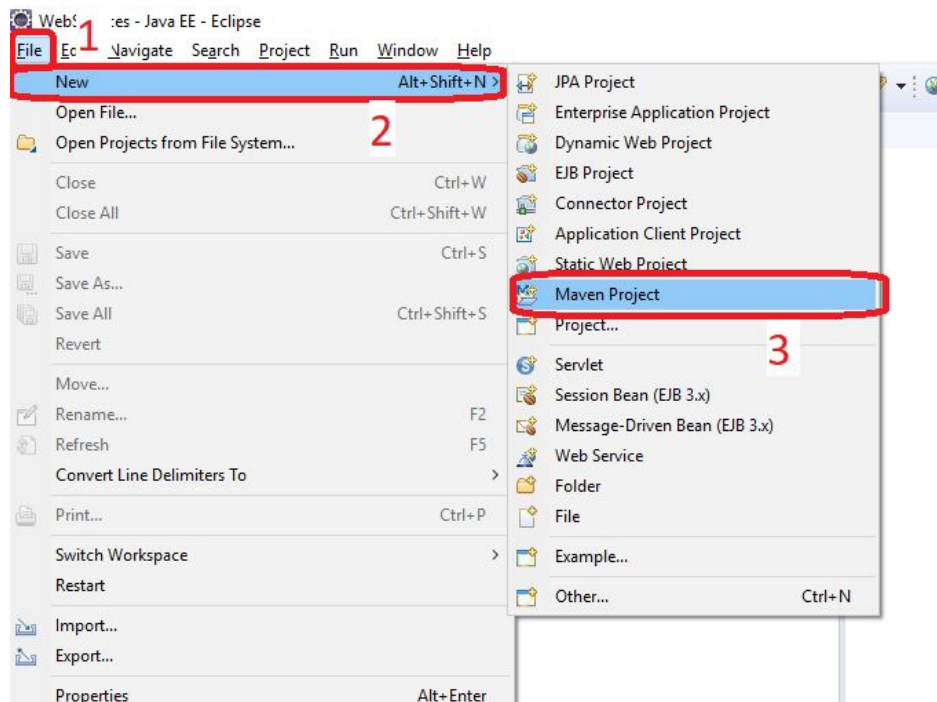 es - Java EE - Eclipse
1
File Navigate Search Project Run Window Help
New Alt+Shift+N >
2
Open File...
Open Projects from File System...
Close Ctrl+W
Close All Ctrl+Shift+W
Save Ctrl+S
Save As...
Save All Ctrl+Shift+S
Revert
Move...
Rename... F2
Refresh F5
Convert Line Delimiters To >
Print... Ctrl+P
Switch Workspace >
Restart
Import...
Export...
Properties Alt+Enter
JPA Project
Enterprise Application Project
Dynamic Web Project
EJB Project
Connector Project
Application Client Project
Static Web Project
Maven Project
3
Project...
Servlet
Session Bean (EJB 3.x)
Message-Driven Bean (EJB 3.x)
Web Service
Folder
File
Example...
Other... Ctrl+N